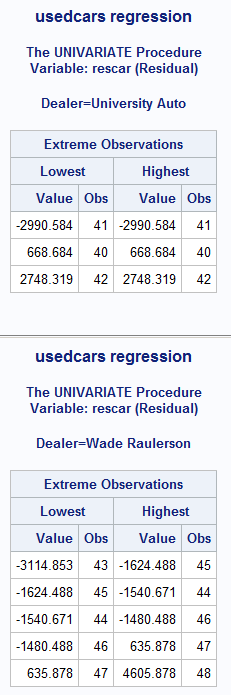 usedcars regression
The UNIVARIATE Procedure
Variable: rescar (Residual)
Dealer=University Auto
Extreme Observations
Lowest Highest
Value Obs Value Obs
-2990.584 41 -2990.584 41
668.684 40 668.684 40
2748.319 42 2748.319 42
usedcars regression
The UNIVARIATE Procedure
Variable: rescar (Residual)
Dealer=Wade Raulerson
Extreme Observations
Lowest Highest
Value Obs Value Obs
-3114.853 43 -1624.488 45
-1624.488 45 -1540.671 44
-1540.671 44 -1480.488 46
-1480.488 46 635.878 47
635.878 47 4605.878 48